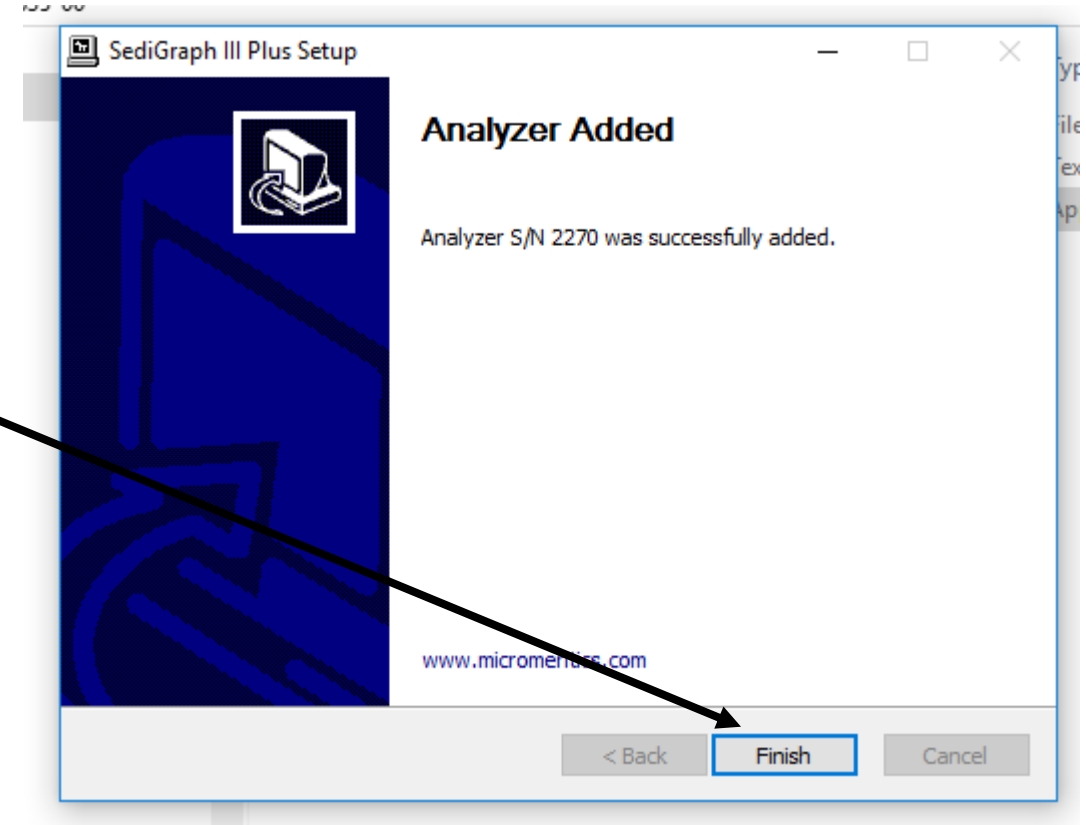 SediGraph III Plus Setup
Analyzer Added
Analyzer S/N 2270 was successfully added.
www.micromeritics.com
< Back
Finish
Cancel